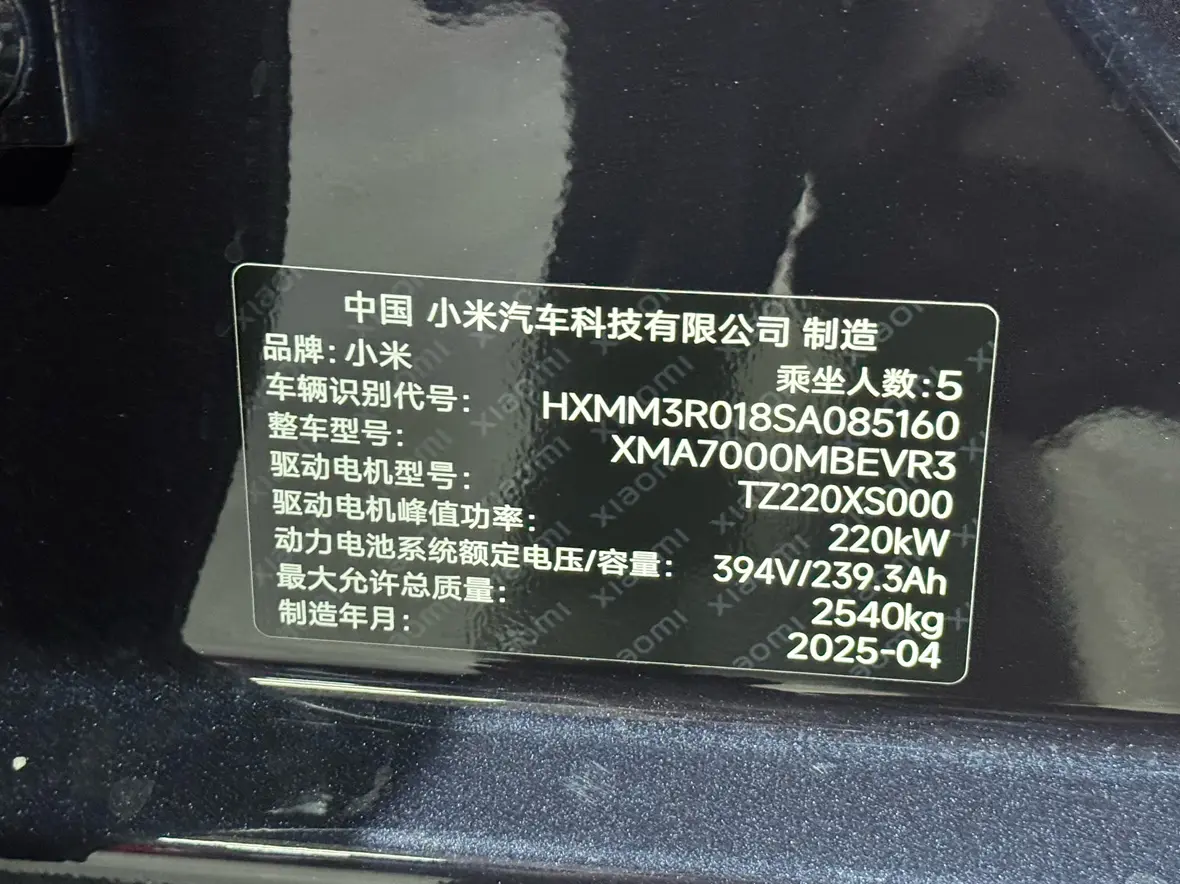 中国 小米汽车科技有限公司 制造
品牌：小米
乘坐人数：5
车辆识别代号： HXMM3R018SA085160
整车型号： XMA7000MBEVR3
驱动电机型号： TZ220XS000
驱动电机峰值功率： 220kW
动力电池系统额定电压/容量： 394V/239.3Ah
最大允许总质量： 2540kg
制造年月： 2025-04
xiaomi